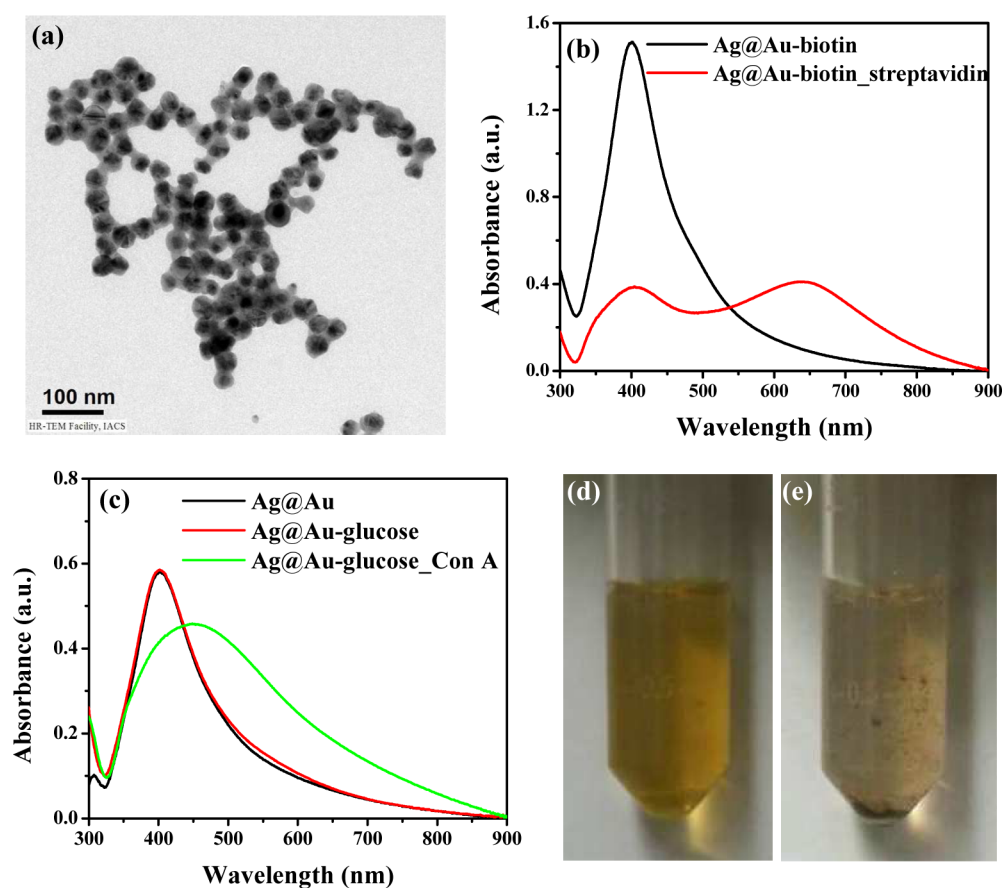 (a)
100 nm
HR-TEM Facility, IACS
(b)
Ag@Au-biotin
Ag@Au-biotin_streptavidin
Absorbance (a.u.)
1.6
1.2
0.8
0.4
0.0
300 400 500 600 700 800 900
Wavelength (nm)
(c)
Ag@Au
Ag@Au-glucose
Ag@Au-glucose_Con A
Absorbance (a.u.)
0.8
0.6
0.4
0.2
0.0
300 400 500 600 700 800 900
Wavelength (nm)
(d)
(e)